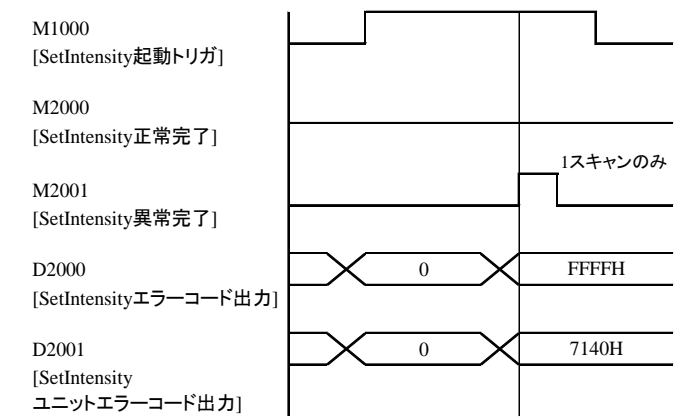 M1000
[SetIntensity起動トリガ]
M2000
[SetIntensity正常完了]
1スキャンのみ
M2001
[SetIntensity異常完了]
D2000
[SetIntensityエラーコード出力]
0
FFFFH
D2001
[SetIntensity
ユニットエラーコード出力]
0
7140H